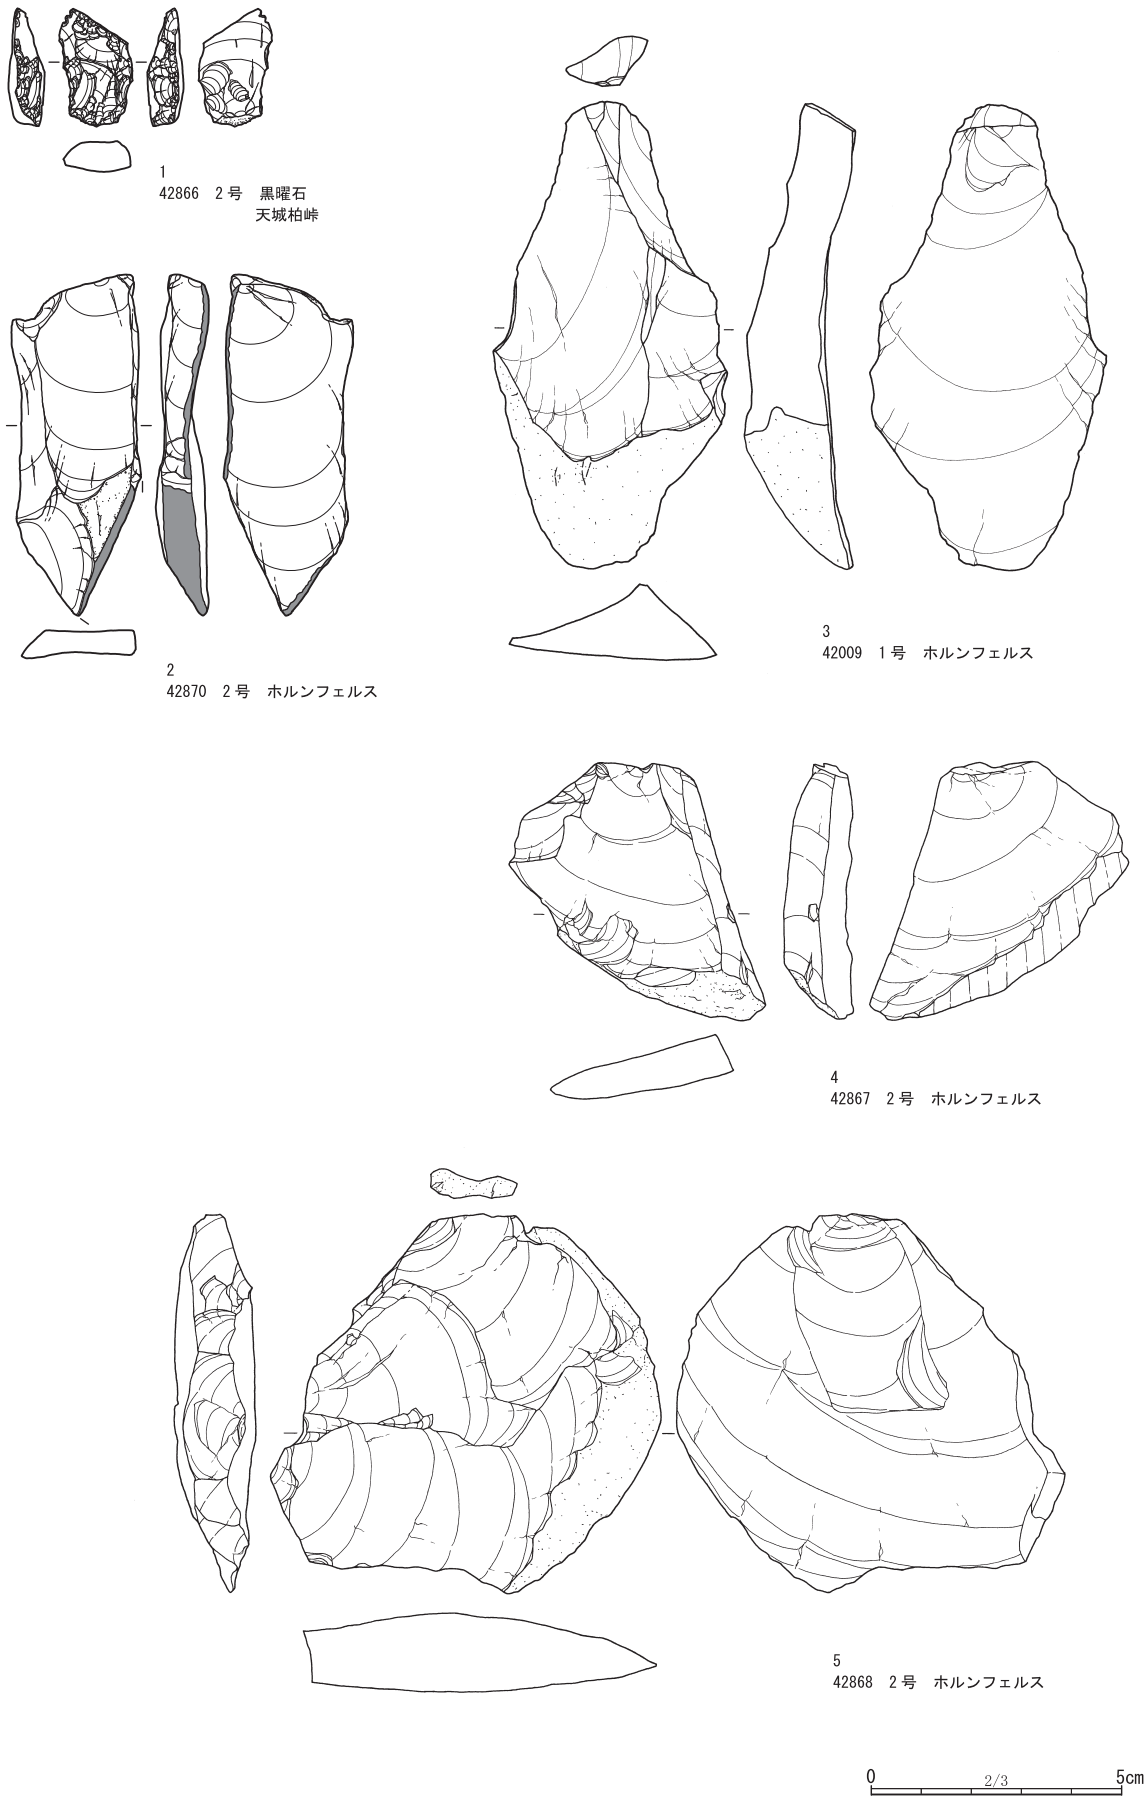 1
42866 2号 黒曜石
天城柏峠
2
42870 2号 ホルンフェルス
3
42009 1号 ホルンフェルス
4
42867 2号 ホルンフェルス
5
42868 2号 ホルンフェルス
0 2/3 5cm